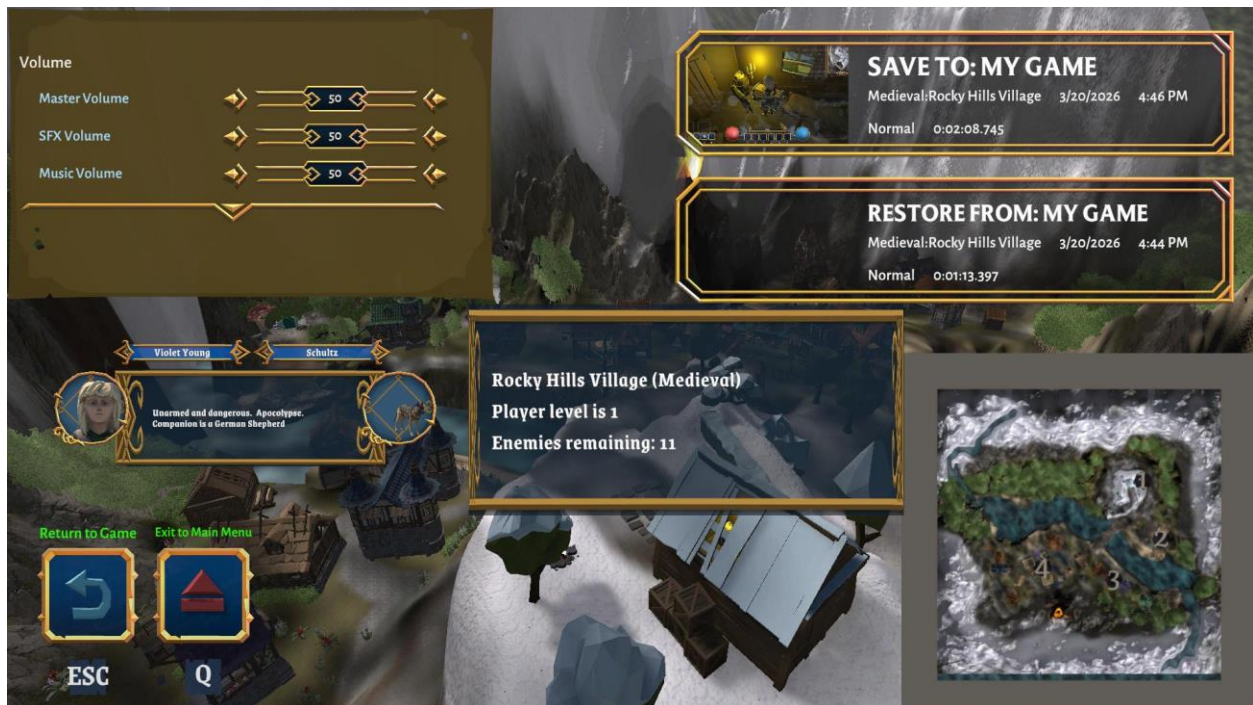 Volume
Master Volume
50
SFX Volume
50
Music Volume
50
SAVE TO: MY GAME
Medieval:Rocky Hills Village 3/20/2026 4:46 PM
Normal 0:02:08.745
RESTORE FROM: MY GAME
Medieval:Rocky Hills Village 3/20/2026 4:44 PM
Normal 0:01:13.397
Violet Young
Schultz
Unarmed and dangerous. Apocolypse.
Companion is a German Shepherd
Rocky Hills Village (Medieval)
Player level is 1
Enemies remaining: 11
Return to Game
Exit to Main Menu
ESC
Q
1
2
3
4